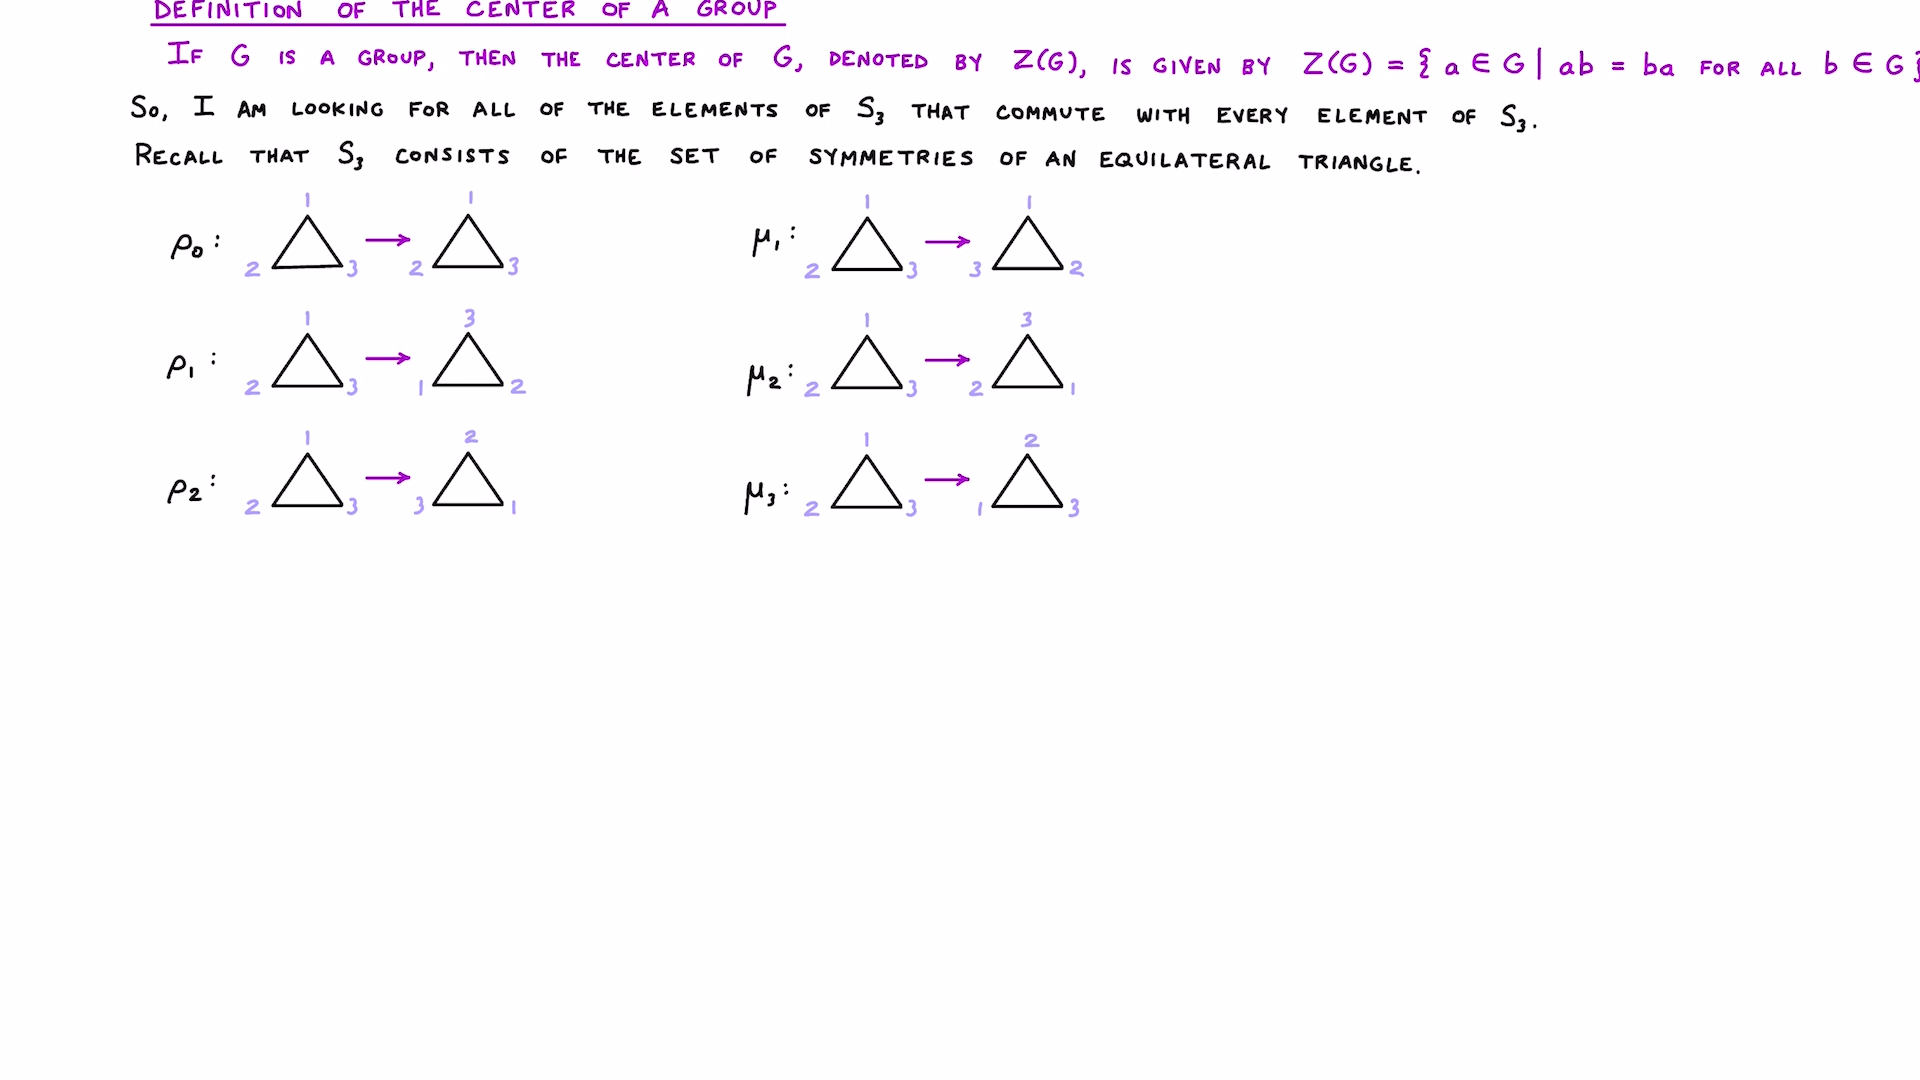 DEFINITION OF THE CENTER OF A GROUP
IF G IS A GROUP, THEN THE CENTER OF G, DENOTED BY Z(G), IS GIVEN BY Z(G) = { a ∈ G | ab = ba FOR ALL b ∈ G }
SO, I AM LOOKING FOR ALL OF THE ELEMENTS OF S₃ THAT COMMUTE WITH EVERY ELEMENT OF S₃.
RECALL THAT S₃ CONSISTS OF THE SET OF SYMMETRIES OF AN EQUILATERAL TRIANGLE.
1 1 1 1
ρ₀: → μ₁: →
2 3 2 3 2 3 3 2
1 3 1 3
ρ₁: → μ₂: →
2 3 1 2 2 3 2 1
1 2 1 2
ρ₂: → μ₃: →
2 3 3 1 2 3 1 3